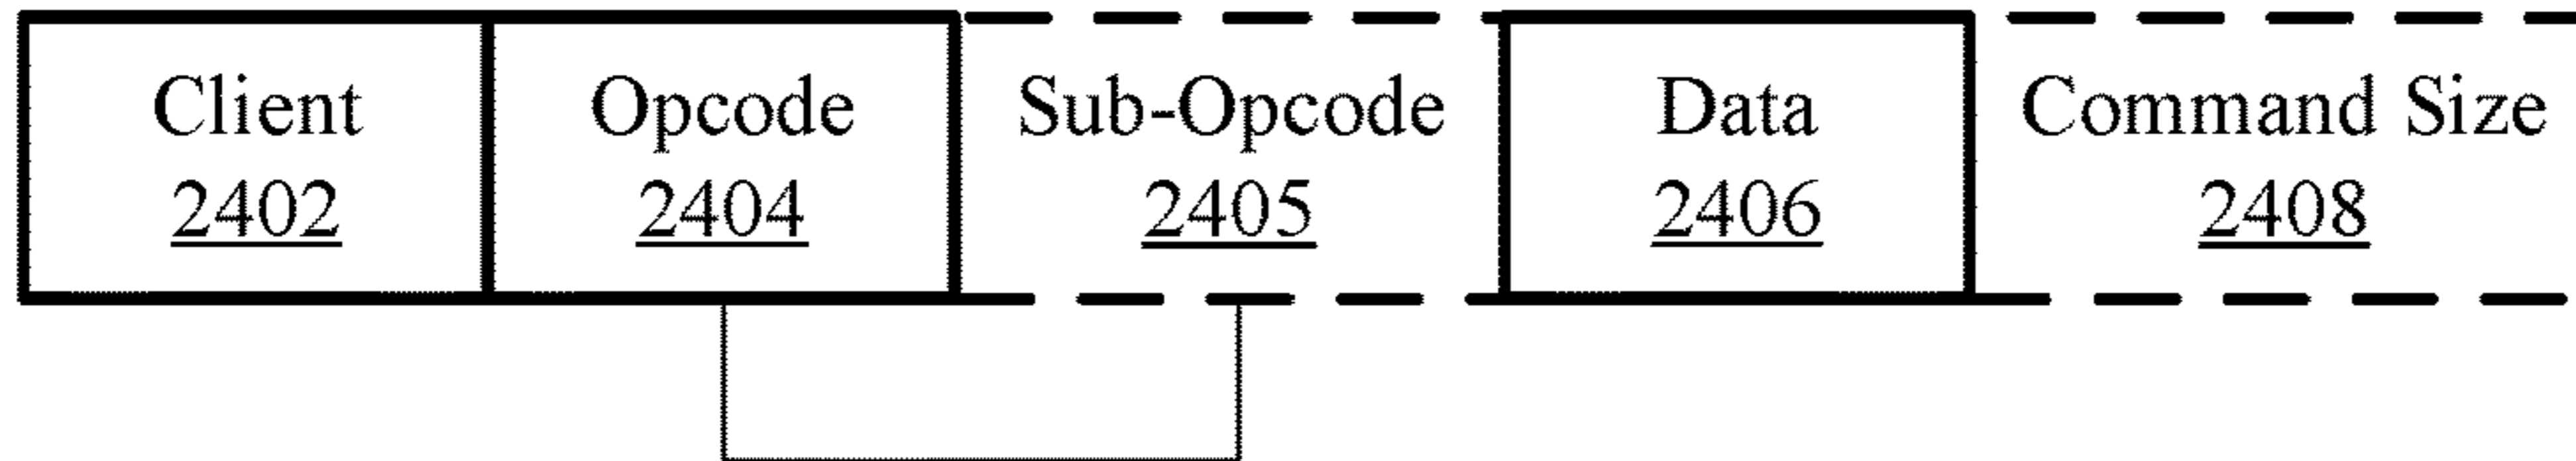 Client
2402
Opcode
2404
Sub-Opcode
2405
Data
2406
Command Size
2408